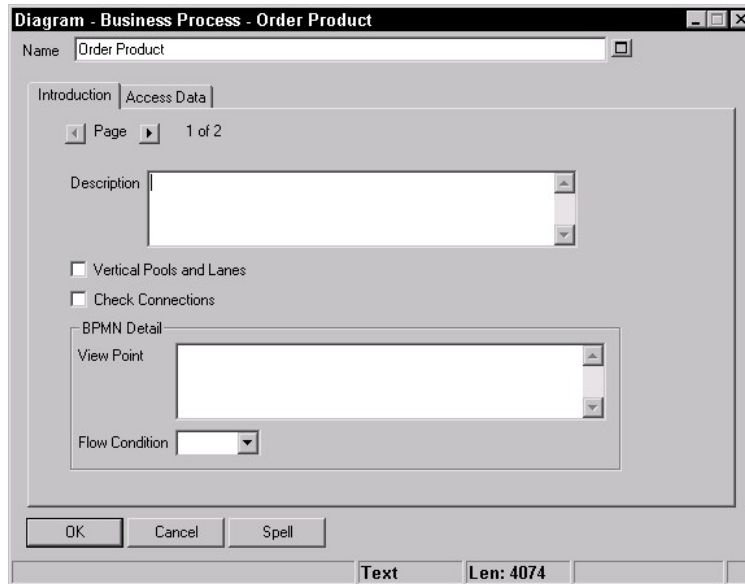 Diagram - Business Process - Order Product
Name Order Product
Introduction Access Data
Page 1 of 2
Description
Vertical Pools and Lanes
Check Connections
BPMN Detail
View Point
Flow Condition
OK Cancel Spell
Text Len: 4074